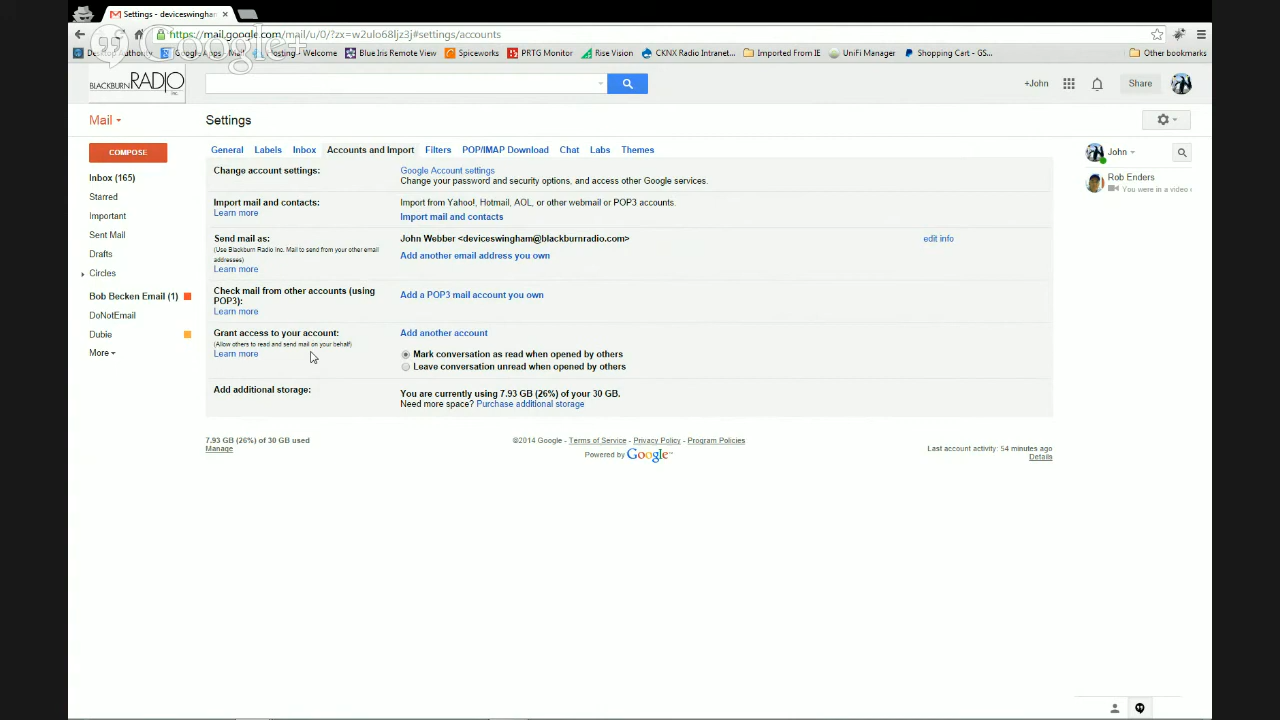 Settings - deviceswingham
Google+
https://mail.google.com/mail/u/0/?zx=w2ulo68ljz3j#settings/accounts
Google Apps Mail
Posting - Welcome
Blue Iris Remote View
Spiceworks
PRTG Monitor
Rise Vision
CKNX Radio Intranet...
Imported From IE
UniFi Manager
Shopping Cart - GS...
Other bookmarks
BLACKBURN RADIO INC.
+John
Share
Mail
Settings
COMPOSE
General Labels Inbox Accounts and Import Filters POP/IMAP Download Chat Labs Themes
Inbox (165)
Starred
Important
Sent Mail
Drafts
Circles
Bob Becken Email (1)
DoNotEmail
Dubie
More
Change account settings:
Google Account settings
Change your password and security options, and access other Google services.
Import mail and contacts:
Learn more
Import from Yahoo!, Hotmail, AOL, or other webmail or POP3 accounts.
Import mail and contacts
Send mail as:
(Use Blackburn Radio Inc. Mail to send from your other email
addresses)
Learn more
John Webber <deviceswingham@blackburnradio.com>
edit info
Add another email address you own
Check mail from other accounts (using
POP3):
Learn more
Add a POP3 mail account you own
Grant access to your account:
(Allow others to read and send mail on your behalf)
Learn more
Add another account
Mark conversation as read when opened by others
Leave conversation unread when opened by others
Add additional storage:
You are currently using 7.93 GB (26%) of your 30 GB.
Need more space? Purchase additional storage
7.93 GB (26%) of 30 GB used
Manage
©2014 Google - Terms of Service - Privacy Policy - Program Policies
Powered by Google™
Last account activity: 54 minutes ago
Details
John
Rob Enders
You were in a video c